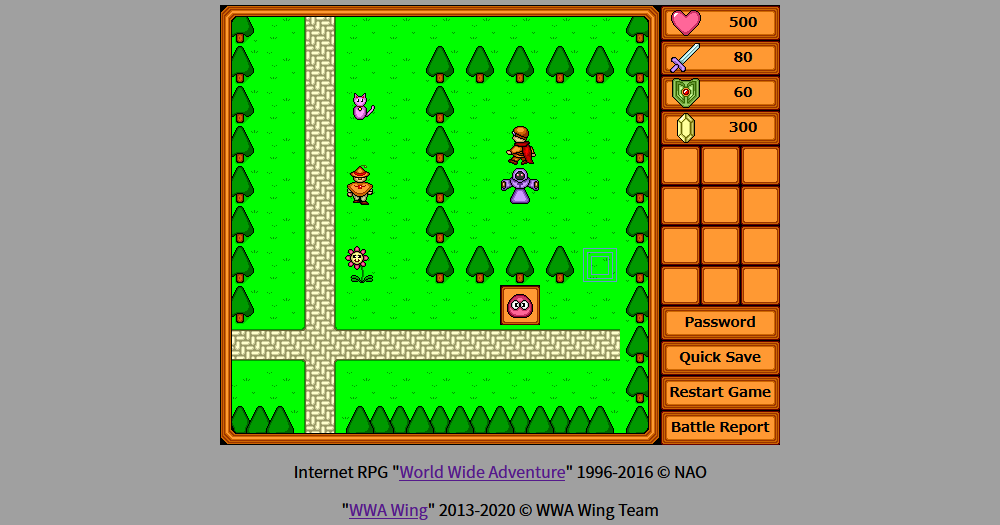 500
80
60
300
Password
Quick Save
Restart Game
Battle Report
Internet RPG "World Wide Adventure" 1996-2016 © NAO
"WWA Wing" 2013-2020 © WWA Wing Team